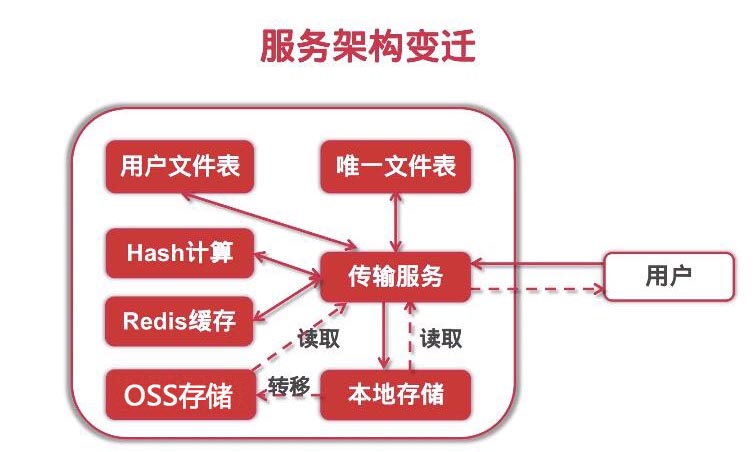 服务架构变迁
用户文件表
唯一文件表
Hash计算
传输服务
用户
Redis缓存
读取
读取
OSS存储
转移
本地存储